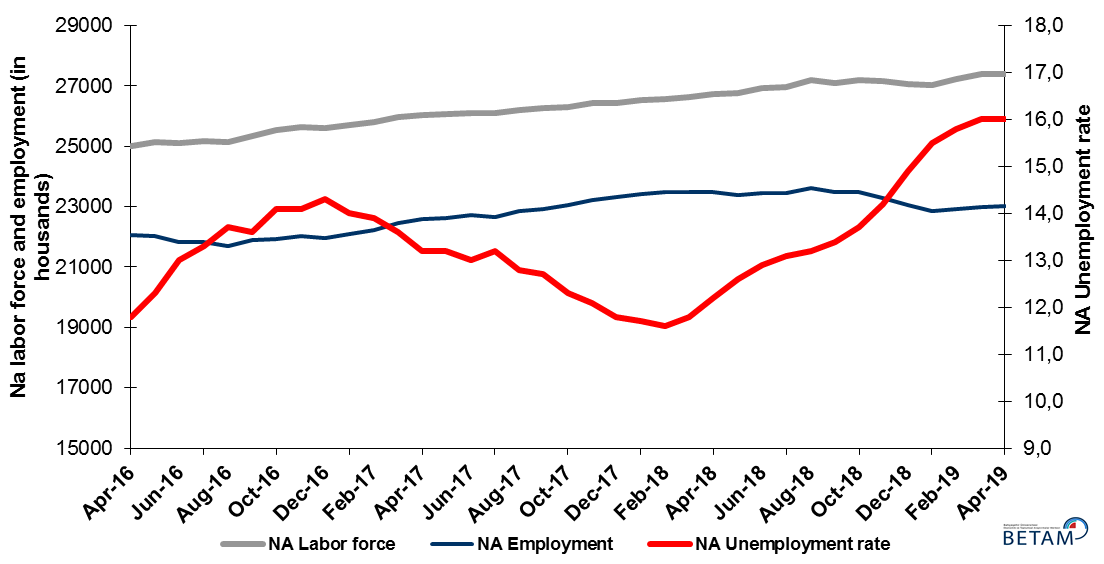 Na labor force and employment (in
housands)
29000
27000
25000
23000
21000
19000
17000
15000
18,0
17,0
16,0
15,0
14,0
13,0
12,0
11,0
10,0
9,0
NA Unemployment rate
Apr-16
Jun-16
Aug-16
Oct-16
Dec-16
Feb-17
Apr-17
Jun-17
Aug-17
Oct-17
Dec-17
Feb-18
Apr-18
Jun-18
Aug-18
Oct-18
Dec-18
Feb-19
Apr-19
NA Labor force
NA Employment
NA Unemployment rate
BETAM